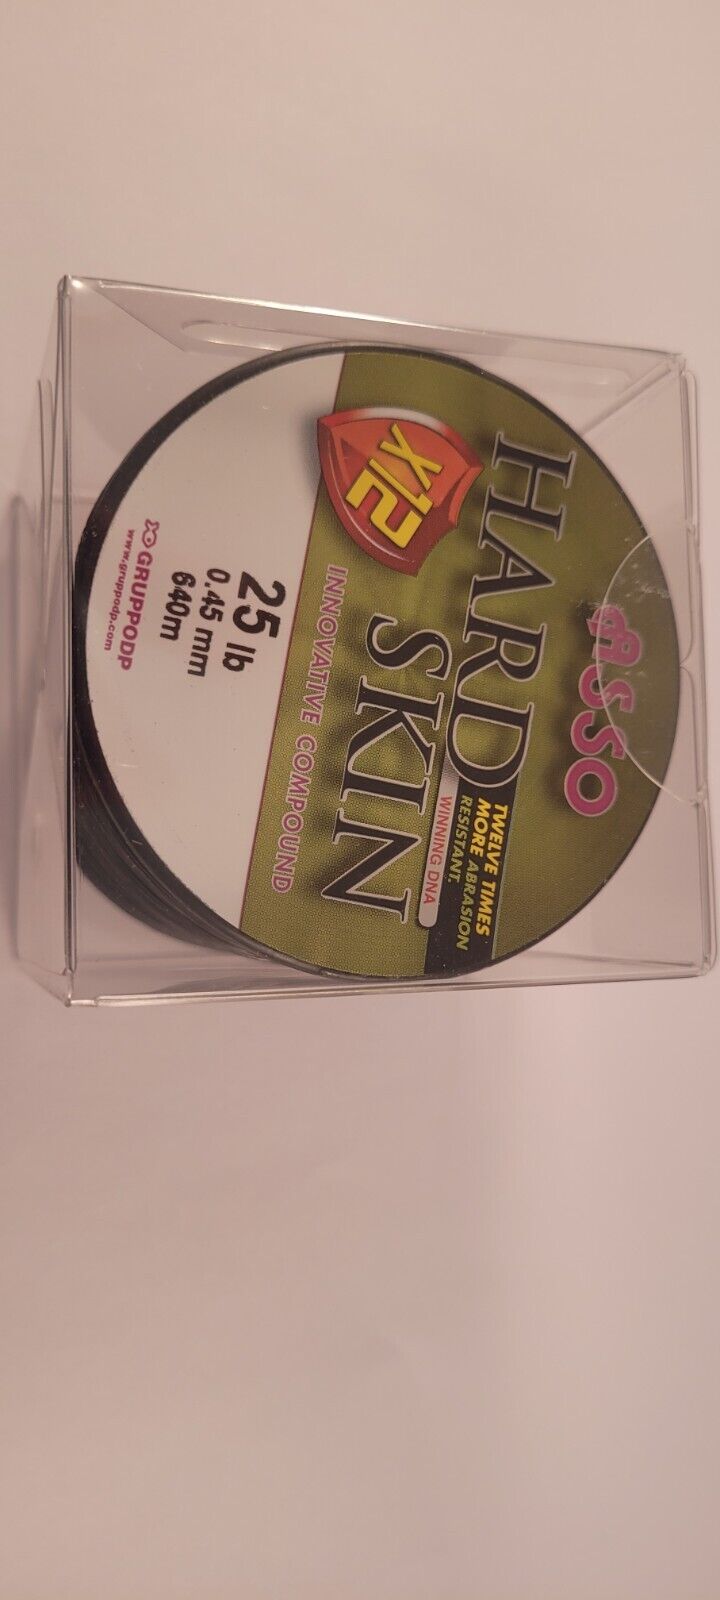 ASSO
HARD
SKIN
X12
TWELVE TIMES
MORE ABRASION
RESISTANT.
WINNING DNA
INNOVATIVE COMPOUND
25 lb
0.45 mm
640m
GRUPPODP
www.gruppodp.com